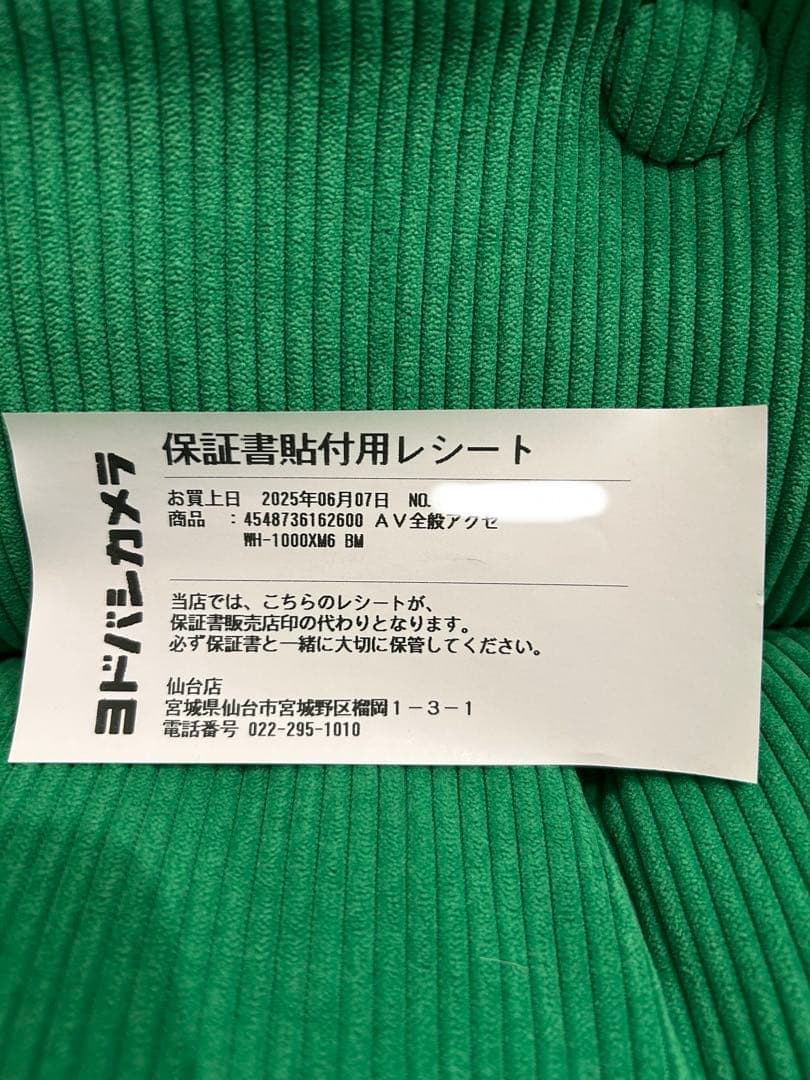 ヨドバシカメラ
保証書貼付用レシート
お買上日 2025年06月07日 NO.
商品 :4548736162600 AV全般アクセ
WH-1000XM6 BM
当店では、こちらのレシートが、
保証書販売店印の代わりとなります。
必ず保証書と一緒に大切に保管してください。
仙台店
宮城県仙台市宮城野区榴岡1-3-1
電話番号 022-295-1010